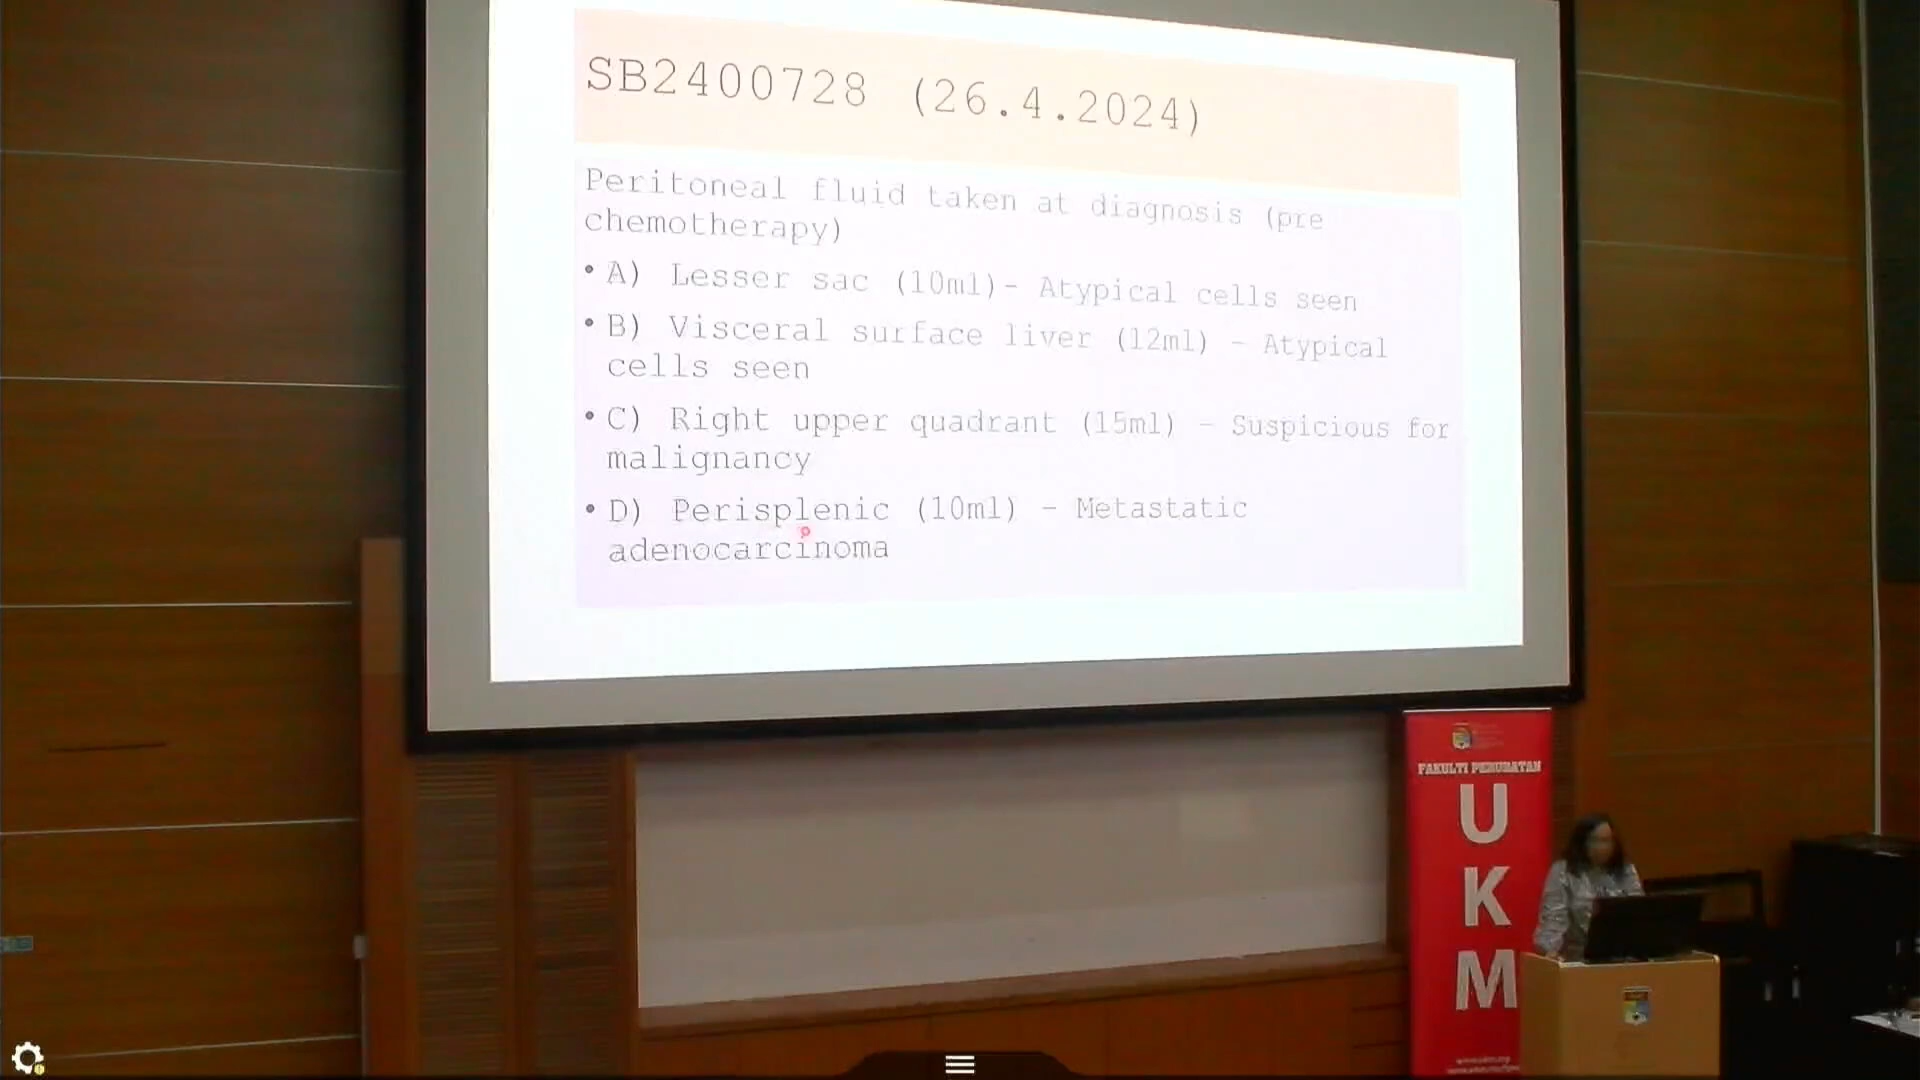 SB2400728 (26.4.2024)
Peritoneal fluid taken at diagnosis (pre
chemotherapy)
• A) Lesser sac (10ml)- Atypical cells seen
• B) Visceral surface liver (12ml) - Atypical
cells seen
• C) Right upper quadrant (15ml) - Suspicious for
malignancy
• D) Perisplenic (10ml) - Metastatic
adenocarcinoma
FAKULTI PERUBATAN
U
K
M